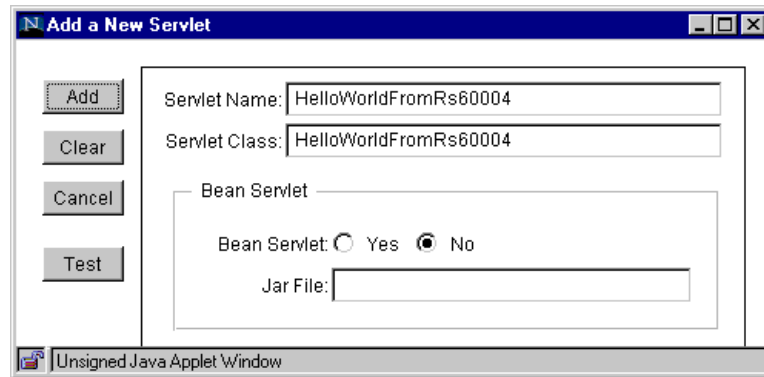 Add a New Servlet
Add
Servlet Name: HelloWorldFromRs60004
Clear
Servlet Class: HelloWorldFromRs60004
Cancel
Bean Servlet
Bean Servlet: Yes No
Test
Jar File:
Unsigned Java Applet Window